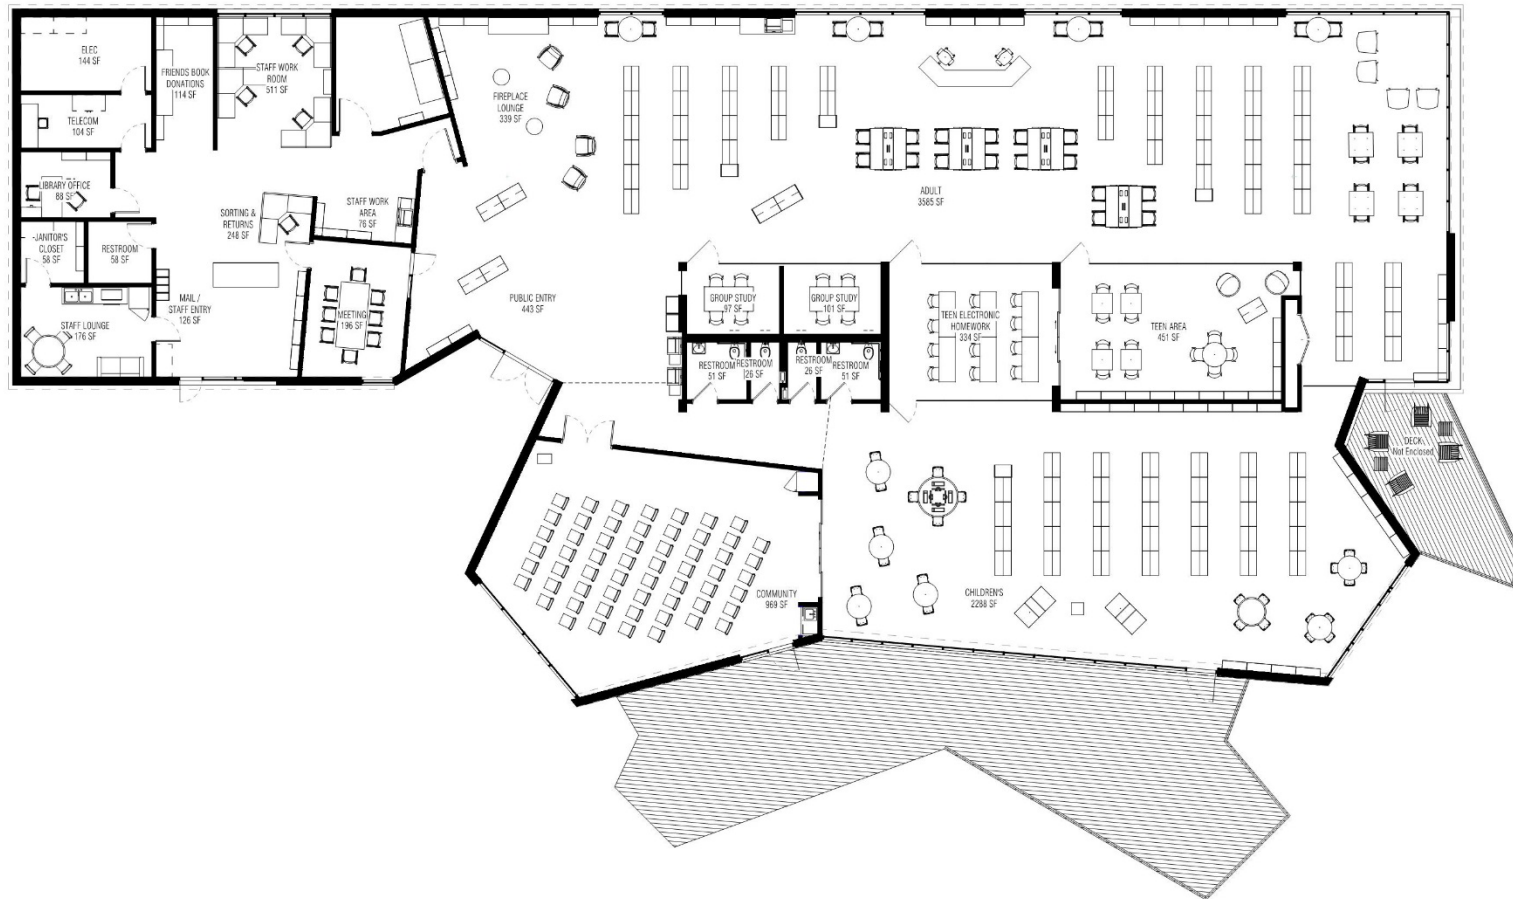 ELEC
144 SF
FRIENDS BOOK
DONATIONS
114 SF
STAFF WORK
ROOM
511 SF
TELECOM
104 SF
LIBRARY OFFICE
88 SF
JANITOR'S
CLOSET
58 SF
RESTROOM
58 SF
SORTING &
RETURNS
248 SF
STAFF WORK
AREA
76 SF
MAIL /
STAFF ENTRY
126 SF
STAFF LOUNGE
176 SF
MEETING
196 SF
FIREPLACE
LOUNGE
339 SF
PUBLIC ENTRY
443 SF
ADULT
3585 SF
GROUP STUDY
97 SF
GROUP STUDY
101 SF
TEEN ELECTRONIC
HOMEWORK
334 SF
TEEN AREA
451 SF
RESTROOM
51 SF
RESTROOM
26 SF
RESTROOM
26 SF
RESTROOM
51 SF
DECK
Not Enclosed
COMMUNITY
969 SF
CHILDREN'S
2288 SF